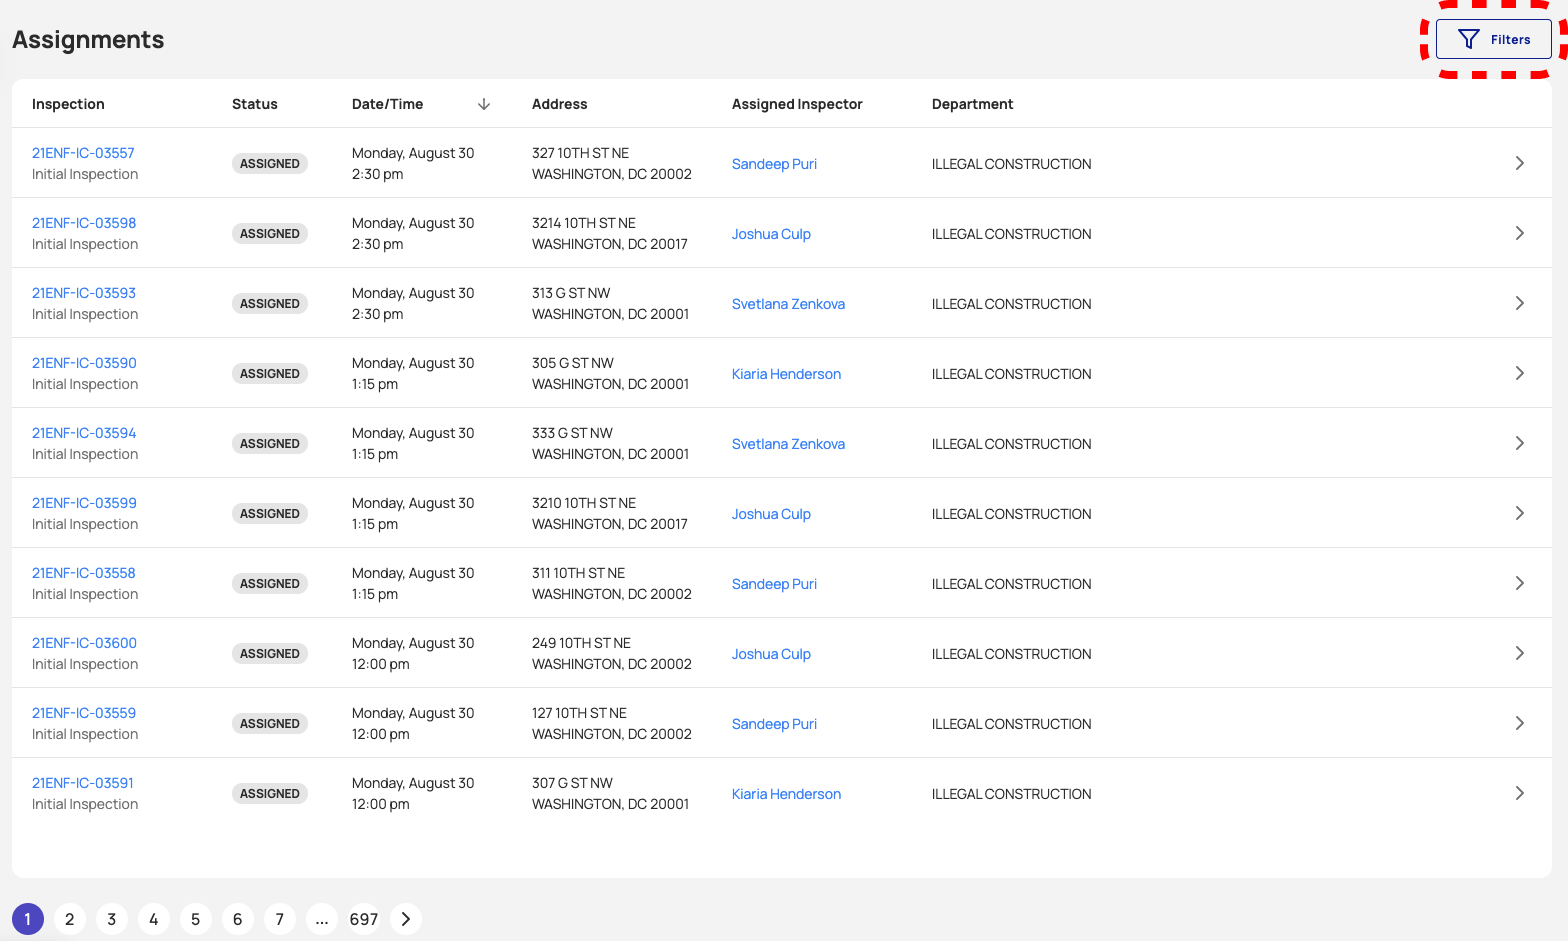 Assignments
Filters
Inspection Status Date/Time Address Assigned Inspector Department
21ENF-IC-03557
Initial Inspection
ASSIGNED
Monday, August 30
2:30 pm
327 10TH ST NE
WASHINGTON, DC 20002
Sandeep Puri
ILLEGAL CONSTRUCTION
21ENF-IC-03598
Initial Inspection
ASSIGNED
Monday, August 30
2:30 pm
3214 10TH ST NE
WASHINGTON, DC 20017
Joshua Culp
ILLEGAL CONSTRUCTION
21ENF-IC-03593
Initial Inspection
ASSIGNED
Monday, August 30
2:30 pm
313 G ST NW
WASHINGTON, DC 20001
Svetlana Zenkova
ILLEGAL CONSTRUCTION
21ENF-IC-03590
Initial Inspection
ASSIGNED
Monday, August 30
1:15 pm
305 G ST NW
WASHINGTON, DC 20001
Kiaria Henderson
ILLEGAL CONSTRUCTION
21ENF-IC-03594
Initial Inspection
ASSIGNED
Monday, August 30
1:15 pm
333 G ST NW
WASHINGTON, DC 20001
Svetlana Zenkova
ILLEGAL CONSTRUCTION
21ENF-IC-03599
Initial Inspection
ASSIGNED
Monday, August 30
1:15 pm
3210 10TH ST NE
WASHINGTON, DC 20017
Joshua Culp
ILLEGAL CONSTRUCTION
21ENF-IC-03558
Initial Inspection
ASSIGNED
Monday, August 30
1:15 pm
311 10TH ST NE
WASHINGTON, DC 20002
Sandeep Puri
ILLEGAL CONSTRUCTION
21ENF-IC-03600
Initial Inspection
ASSIGNED
Monday, August 30
12:00 pm
249 10TH ST NE
WASHINGTON, DC 20002
Joshua Culp
ILLEGAL CONSTRUCTION
21ENF-IC-03559
Initial Inspection
ASSIGNED
Monday, August 30
12:00 pm
127 10TH ST NE
WASHINGTON, DC 20002
Sandeep Puri
ILLEGAL CONSTRUCTION
21ENF-IC-03591
Initial Inspection
ASSIGNED
Monday, August 30
12:00 pm
307 G ST NW
WASHINGTON, DC 20001
Kiaria Henderson
ILLEGAL CONSTRUCTION
1 2 3 4 5 6 7 ... 697